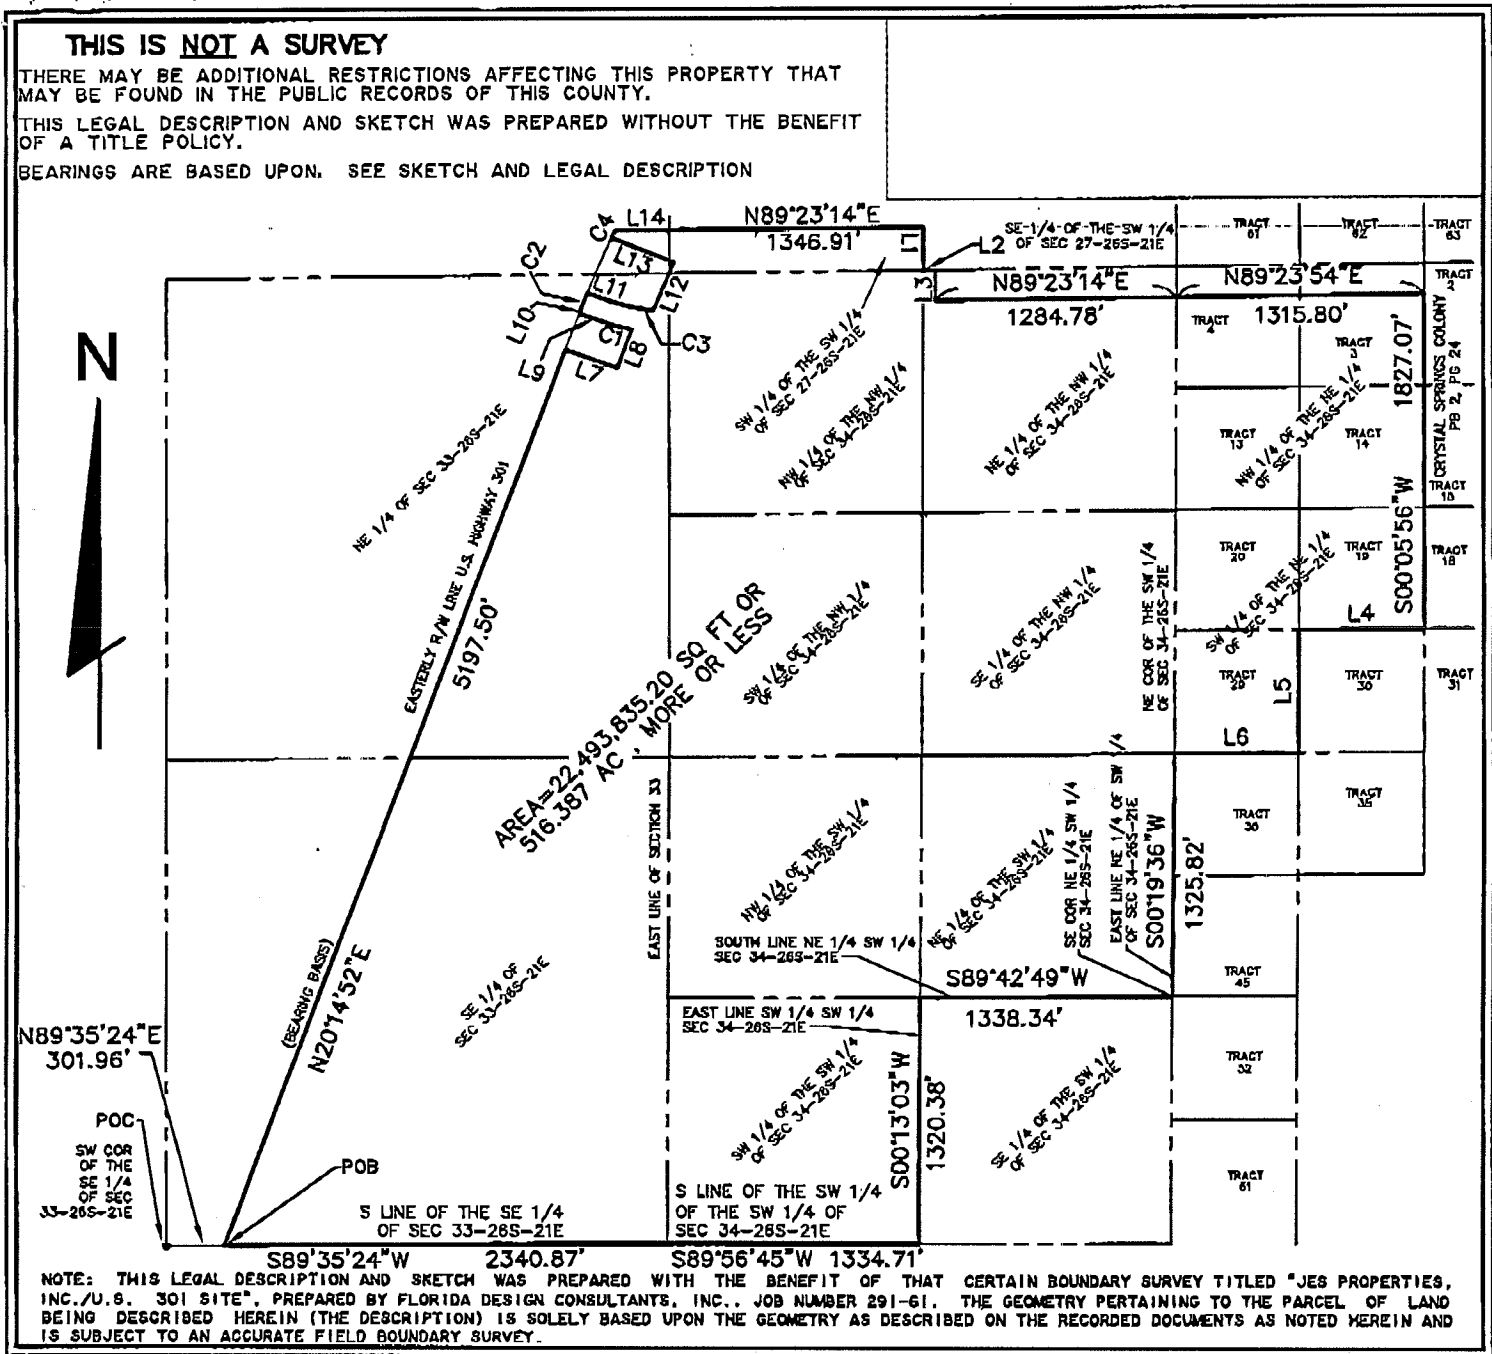 THIS IS NOT A SURVEY
THERE MAY BE ADDITIONAL RESTRICTIONS AFFECTING THIS PROPERTY THAT
MAY BE FOUND IN THE PUBLIC RECORDS OF THIS COUNTY.
THIS LEGAL DESCRIPTION AND SKETCH WAS PREPARED WITHOUT THE BENEFIT
OF A TITLE POLICY.
BEARINGS ARE BASED UPON. SEE SKETCH AND LEGAL DESCRIPTION
C4
L14
N89°23'14"E
1346.91'
L1
L2
SE-1/4-OF-THE-SW 1/4
OF SEC 27-26S-21E
TRACT
61
TRACT
62
TRACT
63
C2
L13
L11
L12
L10
C1
C3
L9
L8
L7
L3
N89°23'14"E
1284.78'
N89°23'54"E
1315.80'
TRACT
2
TRACT
4
TRACT
3
1827.07'
S00°05'56"W
CRYSTAL SPRINGS COLONY
PB 2, PG 24
N
SW 1/4 OF THE SW 1/4
OF SEC 27-26S-21E
NW 1/4 OF THE NW 1/4
OF SEC 34-26S-21E
NE 1/4 OF THE NW 1/4
OF SEC 34-26S-21E
NW 1/4 OF THE NE 1/4
OF SEC 34-26S-21E
TRACT
13
TRACT
14
TRACT
15
NE 1/4 OF SEC 33-26S-21E
EASTERLY R/W LINE U.S. HIGHWAY 301
5197.50'
AREA=22,493,835.20 SQ FT OR
516.387 AC , MORE OR LESS
SW 1/4 OF THE NW 1/4
OF SEC 34-26S-21E
SE 1/4 OF THE NW 1/4
OF SEC 34-26S-21E
NE COR OF THE SW 1/4
OF SEC 34-26S-21E
SW 1/4 OF THE NE 1/4
OF SEC 34-26S-21E
TRACT
20
TRACT
19
TRACT
18
L4
TRACT
29
L5
TRACT
30
TRACT
31
L6
EAST LINE OF SECTION 33
NW 1/4 OF THE SW 1/4
OF SEC 34-26S-21E
NE 1/4 OF THE SW 1/4
OF SEC 34-26S-21E
SE COR NE 1/4 SW 1/4
SEC 34-26S-21E
EAST LINE NE 1/4 OF SW 1/4
OF SEC 34-26S-21E
S00°19'36"W
1325.82'
TRACT
36
TRACT
35
SOUTH LINE NE 1/4 SW 1/4
SEC 34-26S-21E
S89°42'49"W
1338.34'
TRACT
45
(BEARING BASIS)
N20°14'52"E
SE 1/4 OF
SEC 33-26S-21E
EAST LINE SW 1/4 SW 1/4
SEC 34-26S-21E
N89°35'24"E
301.96'
S00°13'03"W
1320.38'
SW 1/4 OF THE SW 1/4
OF SEC 34-26S-21E
SE 1/4 OF THE SW 1/4
OF SEC 34-26S-21E
TRACT
52
POC
SW COR
OF THE
SE 1/4
OF SEC
33-26S-21E
POB
TRACT
61
S LINE OF THE SE 1/4
OF SEC 33-26S-21E
S LINE OF THE SW 1/4
OF THE SW 1/4 OF
SEC 34-26S-21E
S89°35'24"W 2340.87'
S89°56'45"W 1334.71'
NOTE: THIS LEGAL DESCRIPTION AND SKETCH WAS PREPARED WITH THE BENEFIT OF THAT CERTAIN BOUNDARY SURVEY TITLED "JES PROPERTIES,
INC./U.S. 301 SITE", PREPARED BY FLORIDA DESIGN CONSULTANTS, INC., JOB NUMBER 291-61. THE GEOMETRY PERTAINING TO THE PARCEL OF LAND
BEING DESCRIBED HEREIN (THE DESCRIPTION) IS SOLELY BASED UPON THE GEOMETRY AS DESCRIBED ON THE RECORDED DOCUMENTS AS NOTED HEREIN AND
IS SUBJECT TO AN ACCURATE FIELD BOUNDARY SURVEY.